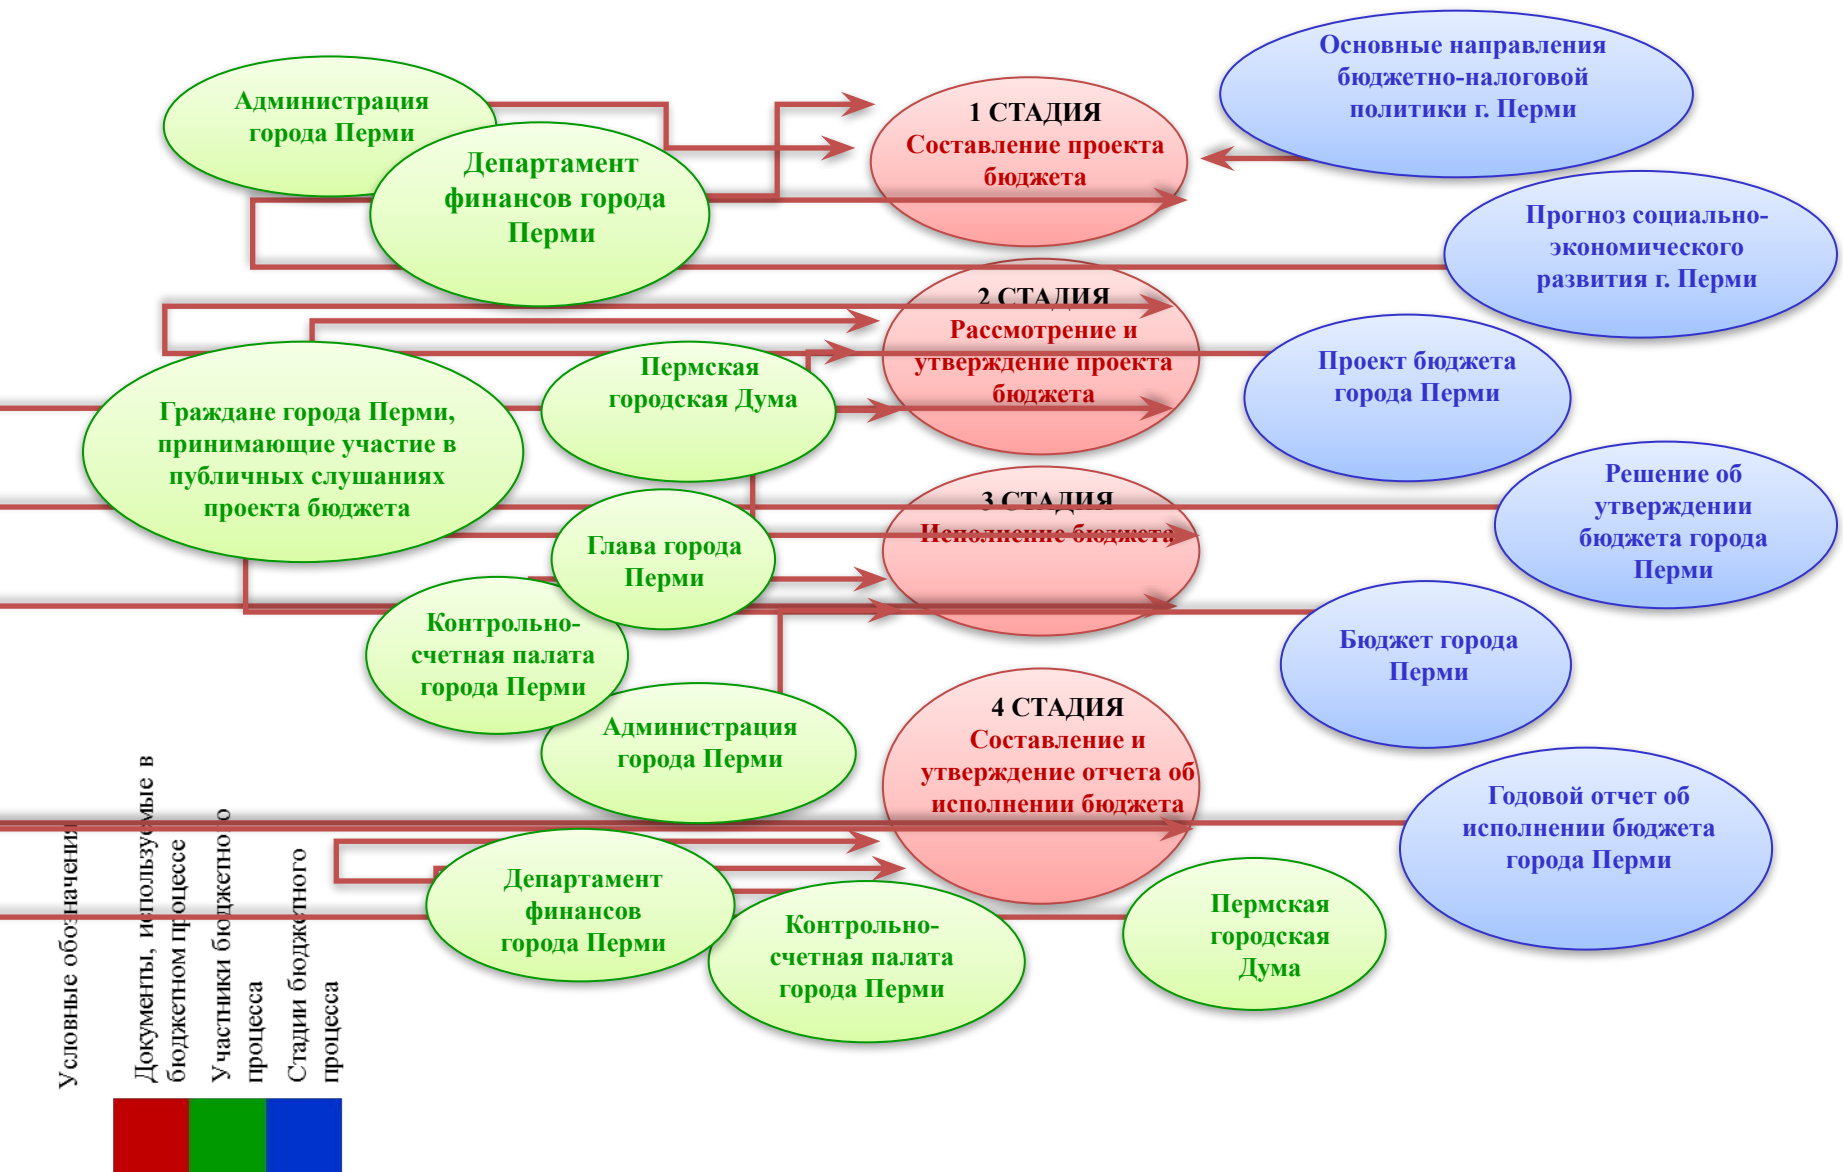 Администрация
города Перми
Департамент
финансов города
Перми
1 СТАДИЯ
Составление проекта
бюджета
Основные направления
бюджетно-налоговой
политики г. Перми
Прогноз социально-
экономического
развития г. Перми
2 СТАДИЯ
Рассмотрение и
утверждение проекта
бюджета
Граждане города Перми,
принимающие участие в
публичных слушаниях
проекта бюджета
Пермская
городская Дума
Проект бюджета
города Перми
3 СТАДИЯ
Исполнение бюджета
Решение об
утверждении
бюджета города
Перми
Глава города
Перми
Контрольно-
счетная палата
города Перми
Администрация
города Перми
Бюджет города
Перми
4 СТАДИЯ
Составление и
утверждение отчета об
исполнении бюджета
Годовой отчет об
исполнении бюджета
города Перми
Департамент
финансов
города Перми
Контрольно-
счетная палата
города Перми
Пермская
городская
Дума
Условные обозначения
Документы, используемые в
бюджетном процессе
Участники бюджетного
процесса
Стадии бюджетного
процесса